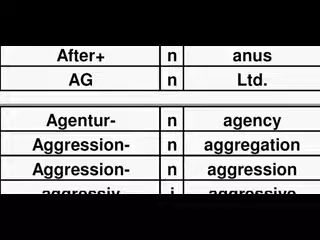 After+ n anus
AG n Ltd.
Agentur- n agency
Aggression- n aggregation
Aggression- n aggression
aggressiv j aggressive